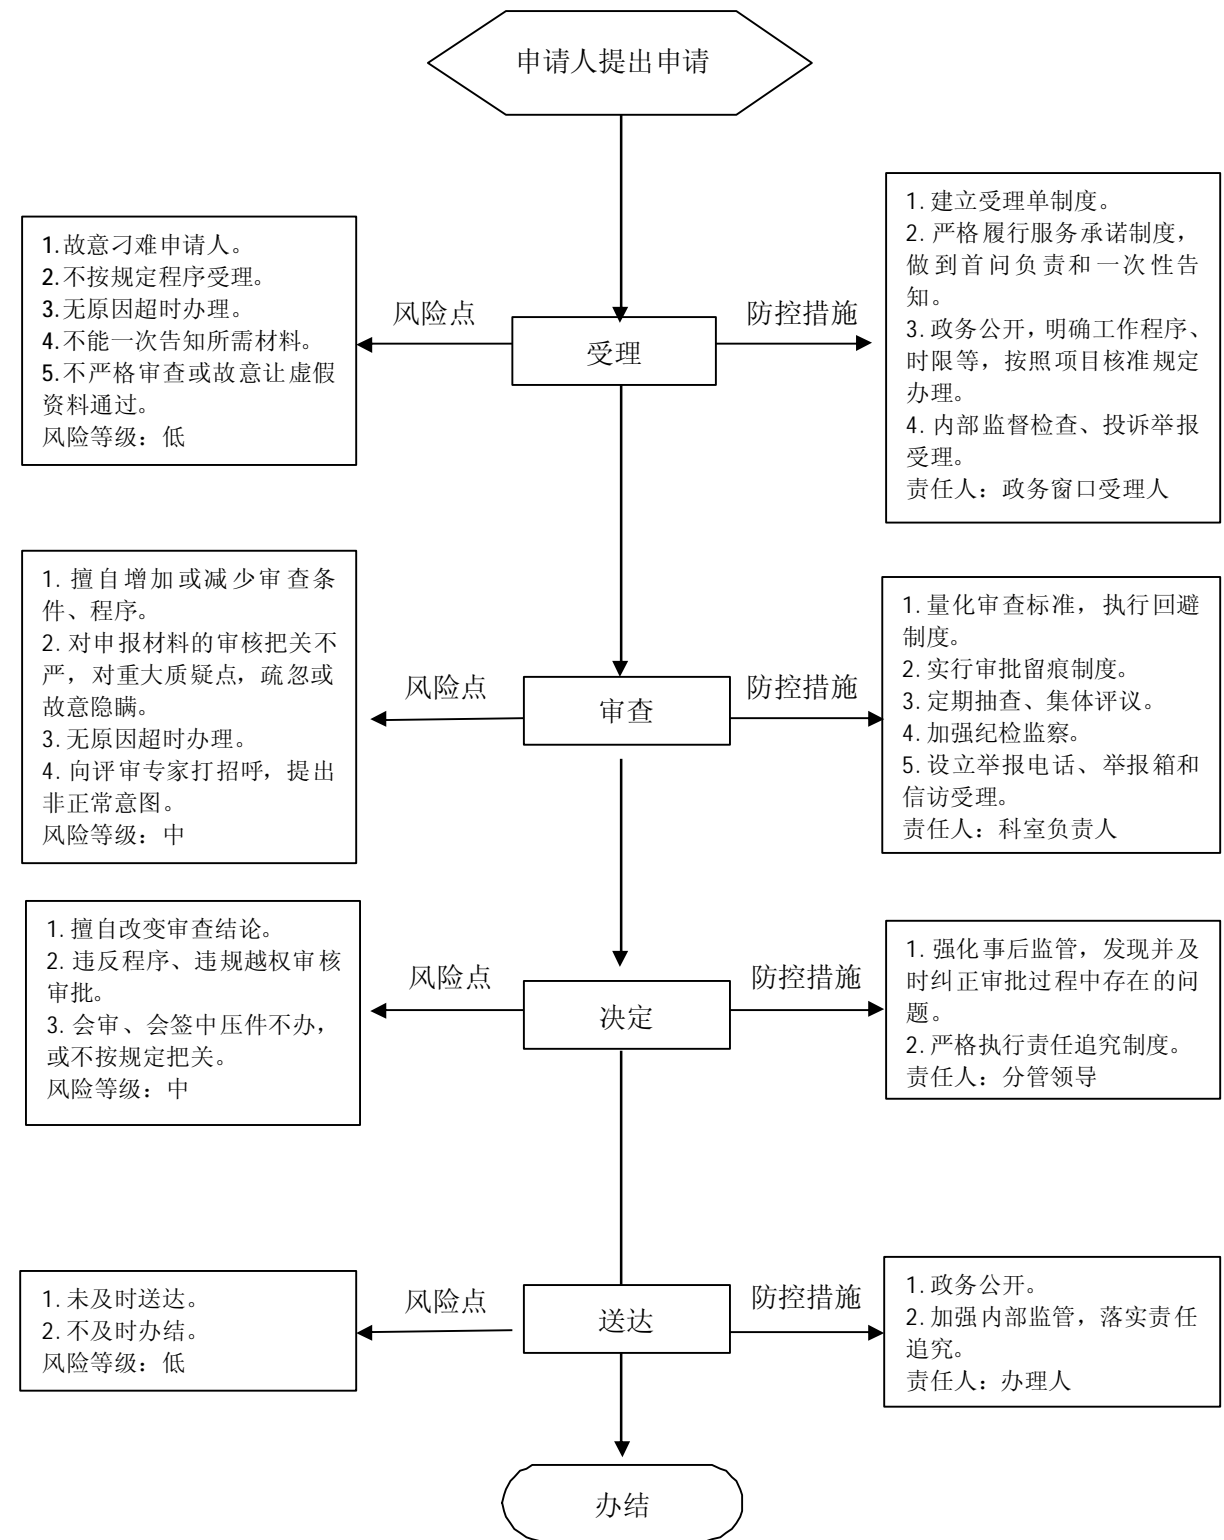 申请人提出申请
1.故意刁难申请人。
2.不按规定程序受理。
3.无原因超时办理。
4.不能一次告知所需材料。
5.不严格审查或故意让虚假
资料通过。
风险等级：低
风险点
受理
防控措施
1.建立受理单制度。
2.严格履行服务承诺制度，
做到首问负责和一次性告
知。
3.政务公开，明确工作程序、
时限等，按照项目核准规定
办理。
4.内部监督检查、投诉举报
受理。
责任人：政务窗口受理人
1.擅自增加或减少审查条
件、程序。
2.对申报材料的审核把关不
严，对重大质疑点，疏忽或
故意隐瞒。
3.无原因超时办理。
4.向评审专家打招呼，提出
非正常意图。
风险等级：中
风险点
审查
防控措施
1.量化审查标准，执行回避
制度。
2.实行审批留痕制度。
3.定期抽查、集体评议。
4.加强纪检监察。
5.设立举报电话、举报箱和
信访受理。
责任人：科室负责人
1.擅自改变审查结论。
2.违反程序、违规越权审核
审批。
3.会审、会签中压件不办，
或不按规定把关。
风险等级：中
风险点
决定
防控措施
1.强化事后监管，发现并及
时纠正审批过程中存在的问
题。
2.严格执行责任追究制度。
责任人：分管领导
1.未及时送达。
2.不及时办结。
风险等级：低
风险点
送达
防控措施
1.政务公开。
2.加强内部监管，落实责任
追究。
责任人：办理人
办结